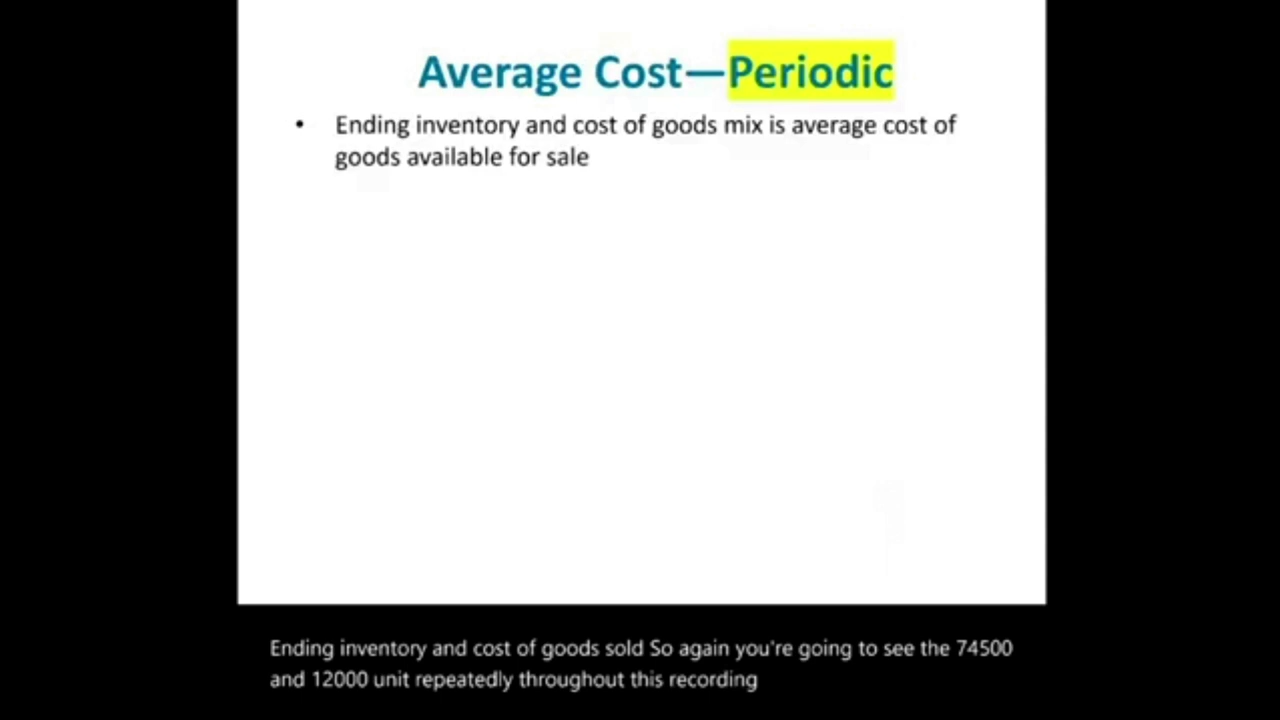 Average Cost—Periodic
• Ending inventory and cost of goods mix is average cost of
goods available for sale
Ending inventory and cost of goods sold So again you're going to see the 74500
and 12000 unit repeatedly throughout this recording